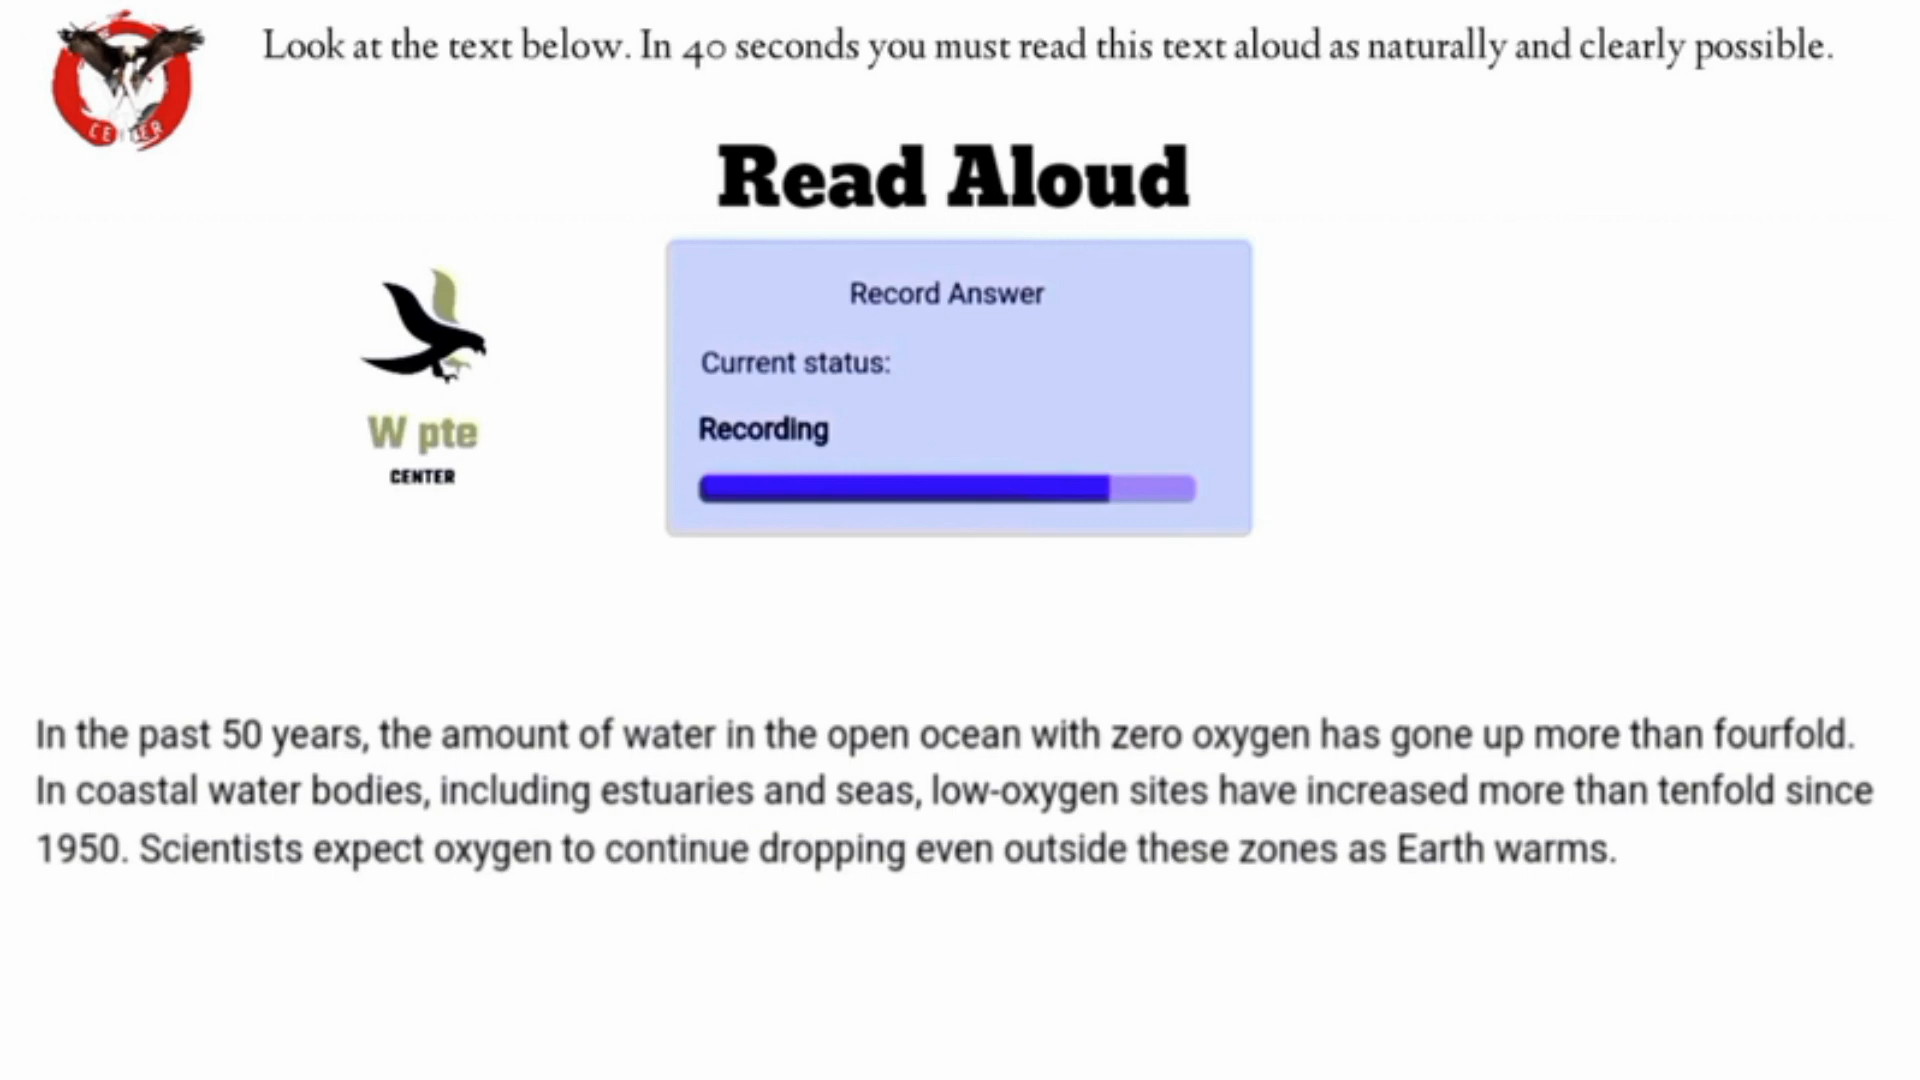 Look at the text below. In 40 seconds you must read this text aloud as naturally and clearly possible.
CENTER
Read Aloud
Record Answer
Current status:
Recording
W pte
CENTER
In the past 50 years, the amount of water in the open ocean with zero oxygen has gone up more than fourfold.
In coastal water bodies, including estuaries and seas, low-oxygen sites have increased more than tenfold since
1950. Scientists expect oxygen to continue dropping even outside these zones as Earth warms.